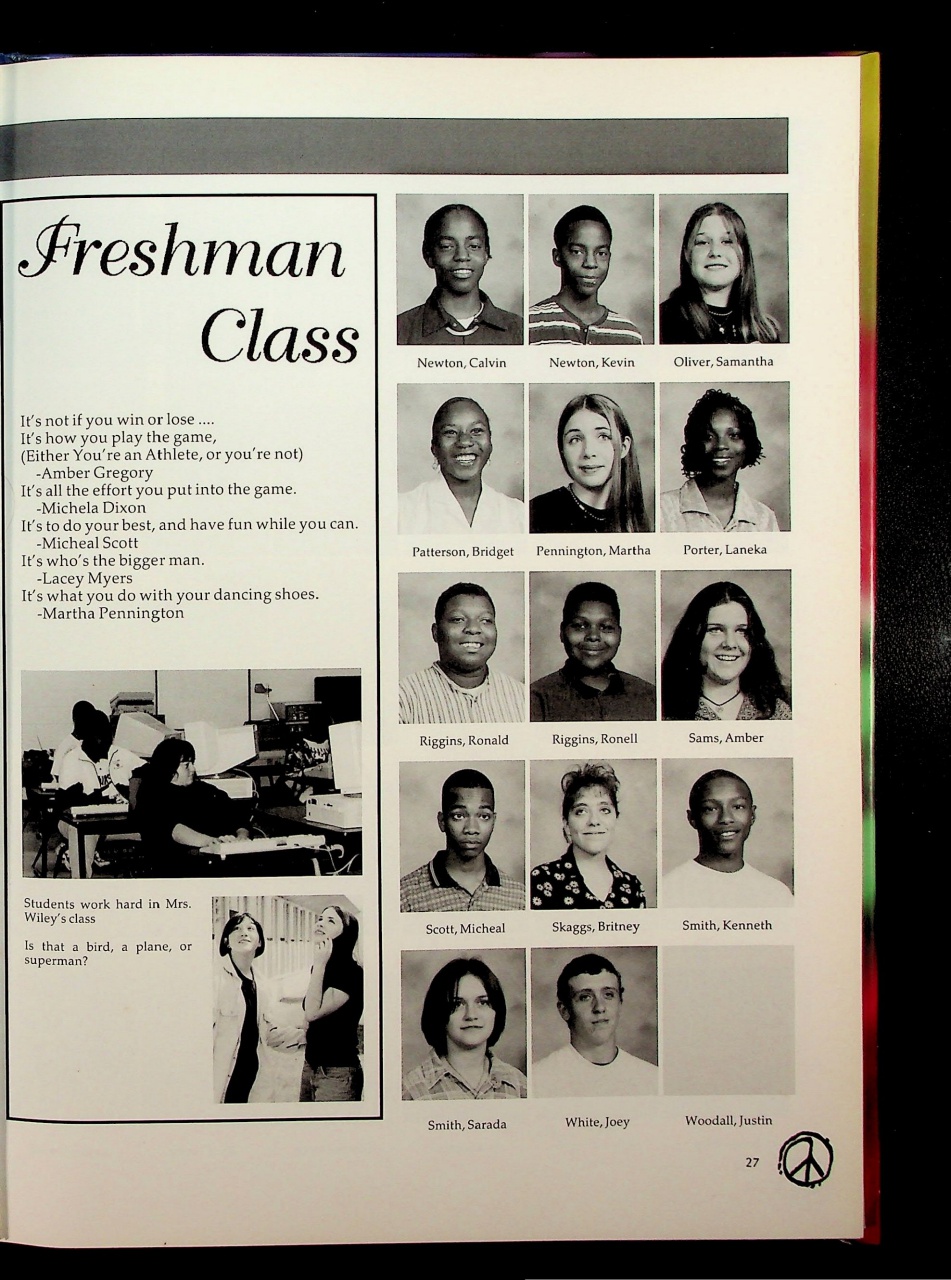 Freshman
Class
It's not if you win or lose ....
It's how you play the game,
(Either You're an Athlete, or you're not)
-Amber Gregory
It's all the effort you put into the game.
-Michela Dixon
It's to do your best, and have fun while you can.
-Micheal Scott
It's who's the bigger man.
-Lacey Myers
It's what you do with your dancing shoes.
-Martha Pennington
Students work hard in Mrs.
Wiley's class
Is that a bird, a plane, or
superman?
Newton, Calvin
Newton, Kevin
Oliver, Samantha
Patterson, Bridget
Pennington, Martha
Porter, Laneka
Riggins, Ronald
Riggins, Ronell
Sams, Amber
Scott, Micheal
Skaggs, Britney
Smith, Kenneth
Smith, Sarada
White, Joey
Woodall, Justin
27